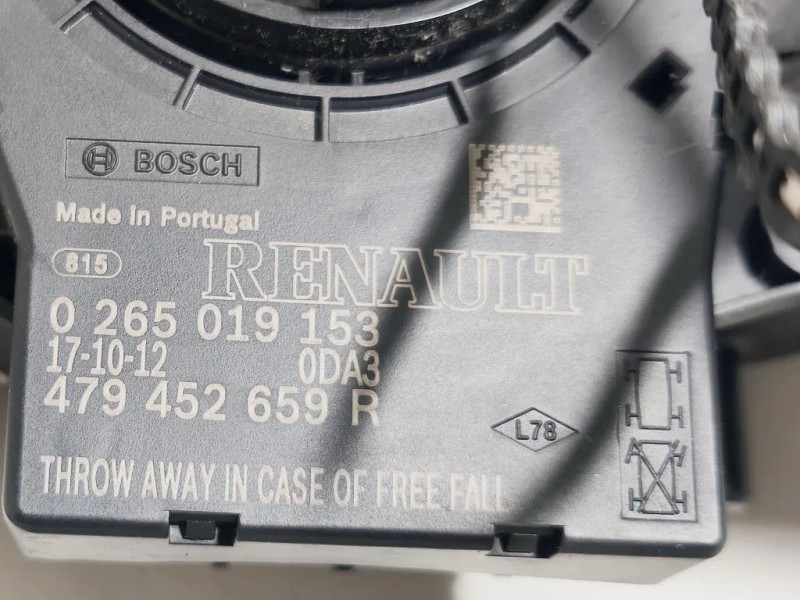 BOSCH
Made in Portugal
815
RENAULT
0 265 019 153
17-10-12 0DA3
479 452 659 R
L78
THROW AWAY IN CASE OF FREE FALL